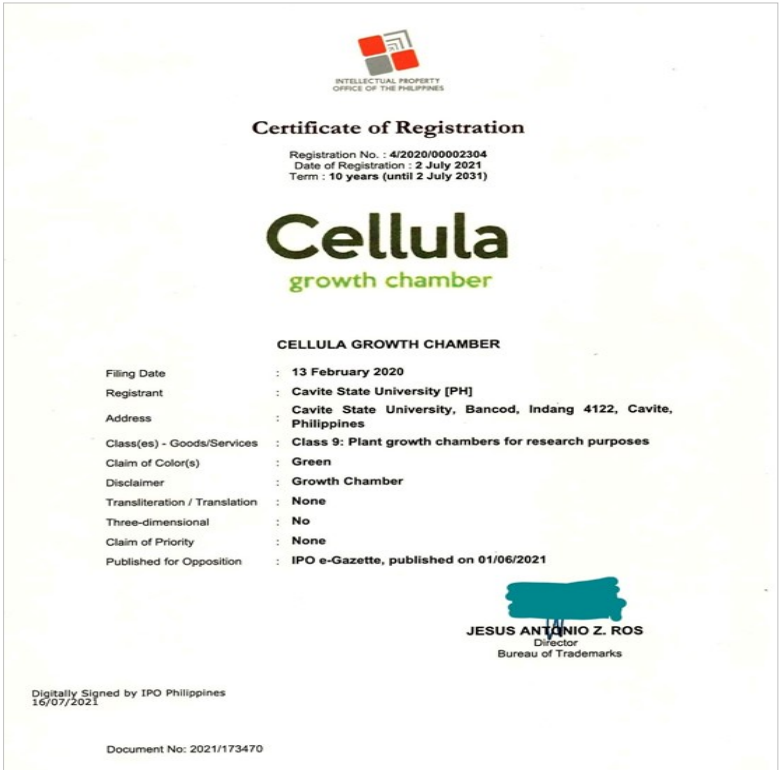 INTELLECTUAL PROPERTY
OFFICE OF THE PHILIPPINES
Certificate of Registration
Registration No. : 4/2020/00002304
Date of Registration : 2 July 2021
Term : 10 years (until 2 July 2031)
Cellula
growth chamber
CELLULA GROWTH CHAMBER
Filing Date : 13 February 2020
Registrant : Cavite State University [PH]
Address : Cavite State University, Bancod, Indang 4122, Cavite,
Philippines
Class(es) - Goods/Services : Class 9: Plant growth chambers for research purposes
Claim of Color(s) : Green
Disclaimer : Growth Chamber
Transliteration / Translation : None
Three-dimensional : No
Claim of Priority : None
Published for Opposition : IPO e-Gazette, published on 01/06/2021
JESUS ANTONIO Z. ROS
Director
Bureau of Trademarks
Digitally Signed by IPO Philippines
16/07/2021
Document No: 2021/173470